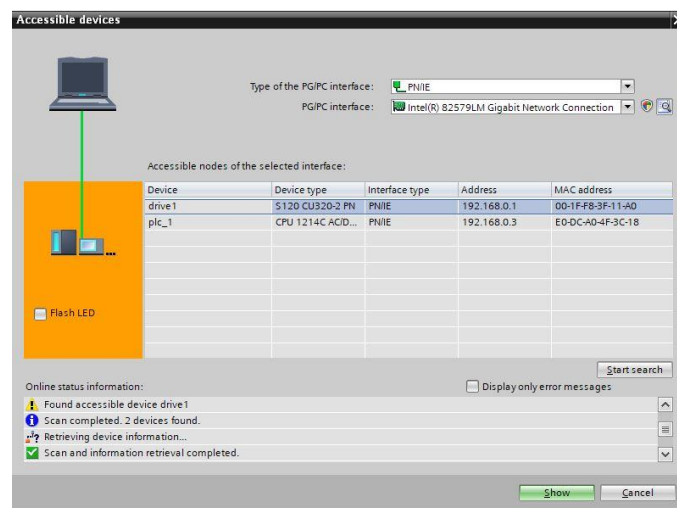 Accessible devices
Type of the PG/PC interface: PN/IE
PG/PC interface: Intel(R) 82579LM Gigabit Network Connection
Accessible nodes of the selected interface:
Device Device type Interface type Address MAC address
drive1 S120 CU320-2 PN PN/IE 192.168.0.1 00-1F-F8-3F-11-A0
plc_1 CPU 1214C AC/D... PN/IE 192.168.0.3 E0-DC-A0-4F-3C-18
Flash LED
Start search
Online status information: Display only error messages
Found accessible device drive1
Scan completed. 2 devices found.
Retrieving device information...
Scan and information retrieval completed.
Show Cancel